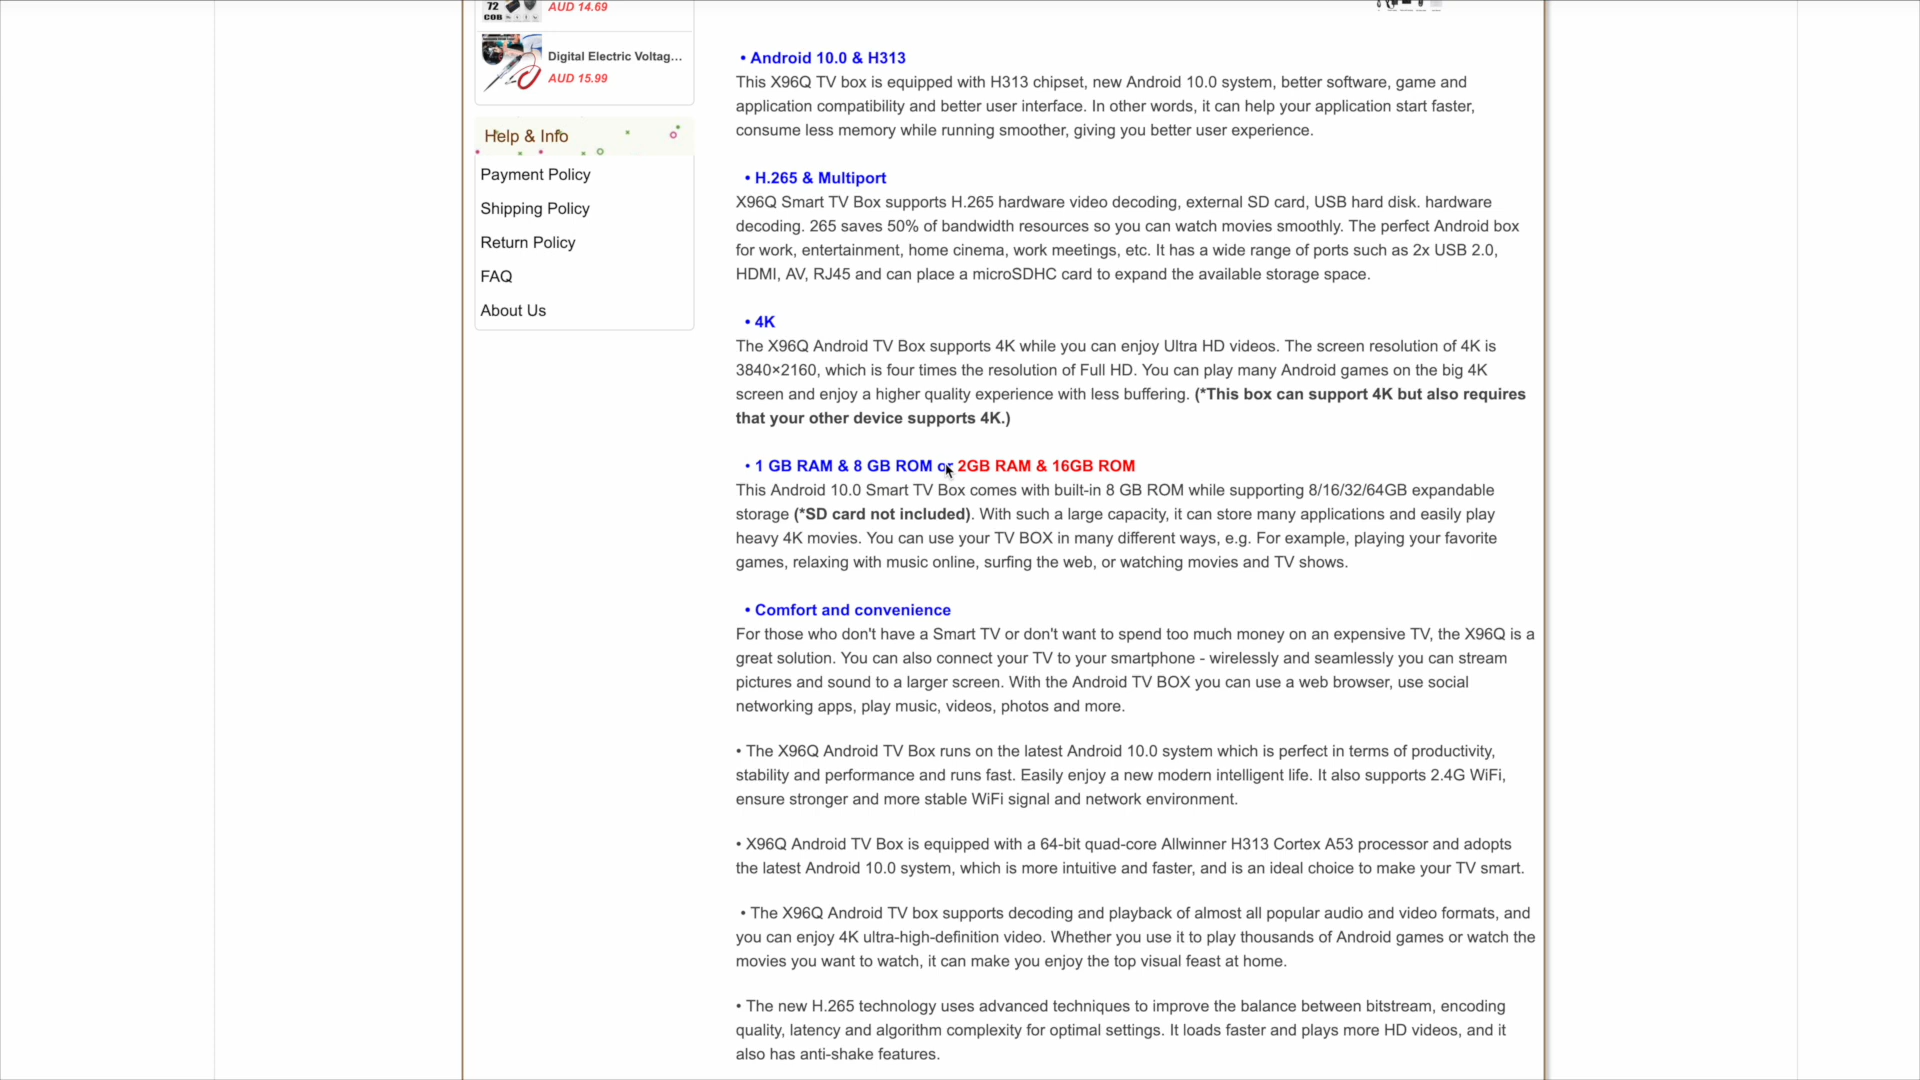 72
COB
AUD 14.69
Digital Electric Voltag...
AUD 15.99
Help & Info
Payment Policy
Shipping Policy
Return Policy
FAQ
About Us
• Android 10.0 & H313
This X96Q TV box is equipped with H313 chipset, new Android 10.0 system, better software, game and
application compatibility and better user interface. In other words, it can help your application start faster,
consume less memory while running smoother, giving you better user experience.
• H.265 & Multiport
X96Q Smart TV Box supports H.265 hardware video decoding, external SD card, USB hard disk. hardware
decoding. 265 saves 50% of bandwidth resources so you can watch movies smoothly. The perfect Android box
for work, entertainment, home cinema, work meetings, etc. It has a wide range of ports such as 2x USB 2.0,
HDMI, AV, RJ45 and can place a microSDHC card to expand the available storage space.
• 4K
The X96Q Android TV Box supports 4K while you can enjoy Ultra HD videos. The screen resolution of 4K is
3840×2160, which is four times the resolution of Full HD. You can play many Android games on the big 4K
screen and enjoy a higher quality experience with less buffering. (*This box can support 4K but also requires
that your other device supports 4K.)
• 1 GB RAM & 8 GB ROM or 2GB RAM & 16GB ROM
This Android 10.0 Smart TV Box comes with built-in 8 GB ROM while supporting 8/16/32/64GB expandable
storage (*SD card not included). With such a large capacity, it can store many applications and easily play
heavy 4K movies. You can use your TV BOX in many different ways, e.g. For example, playing your favorite
games, relaxing with music online, surfing the web, or watching movies and TV shows.
• Comfort and convenience
For those who don't have a Smart TV or don't want to spend too much money on an expensive TV, the X96Q is a
great solution. You can also connect your TV to your smartphone - wirelessly and seamlessly you can stream
pictures and sound to a larger screen. With the Android TV BOX you can use a web browser, use social
networking apps, play music, videos, photos and more.
• The X96Q Android TV Box runs on the latest Android 10.0 system which is perfect in terms of productivity,
stability and performance and runs fast. Easily enjoy a new modern intelligent life. It also supports 2.4G WiFi,
ensure stronger and more stable WiFi signal and network environment.
• X96Q Android TV Box is equipped with a 64-bit quad-core Allwinner H313 Cortex A53 processor and adopts
the latest Android 10.0 system, which is more intuitive and faster, and is an ideal choice to make your TV smart.
• The X96Q Android TV box supports decoding and playback of almost all popular audio and video formats, and
you can enjoy 4K ultra-high-definition video. Whether you use it to play thousands of Android games or watch the
movies you want to watch, it can make you enjoy the top visual feast at home.
• The new H.265 technology uses advanced techniques to improve the balance between bitstream, encoding
quality, latency and algorithm complexity for optimal settings. It loads faster and plays more HD videos, and it
also has anti-shake features.